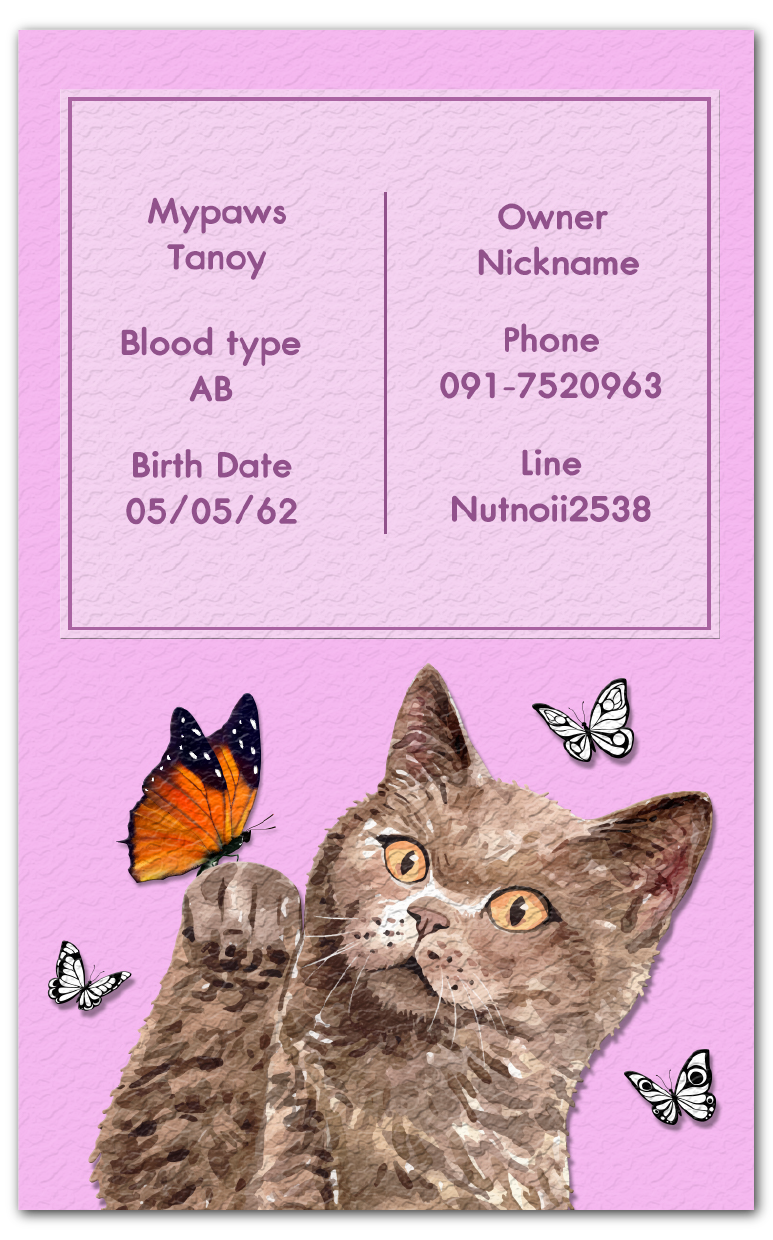 Mypaws
Tanoy
Blood type
AB
Birth Date
05/05/62
Owner
Nickname
Phone
091-7520963
Line
Nutnoii2538